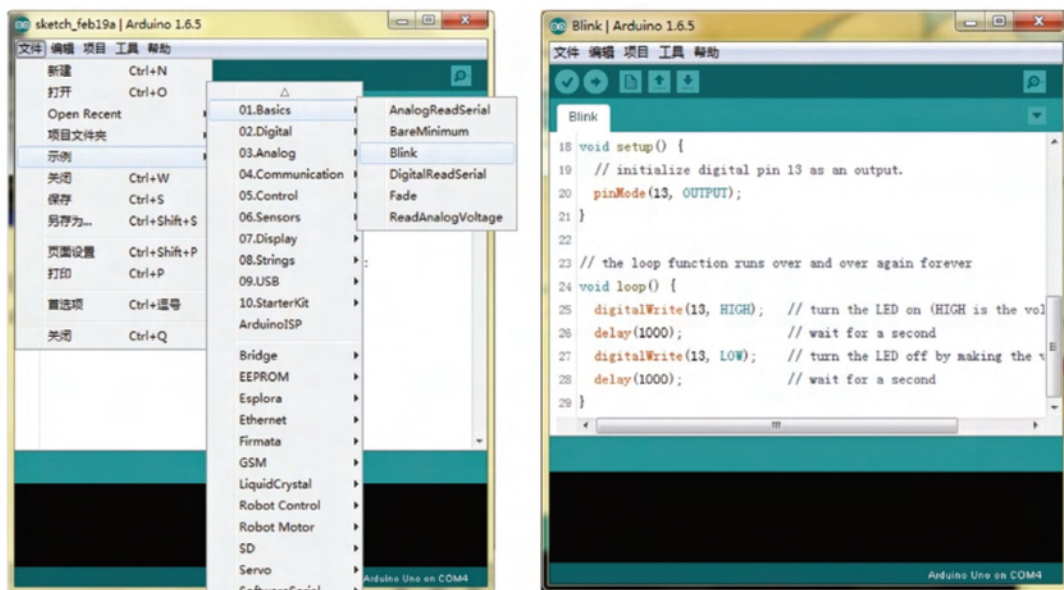 sketch_feb19a | Arduino 1.6.5
文件 编辑 项目 工具 帮助
新建 Ctrl+N
打开 Ctrl+O
Open Recent
项目文件夹
示例
关闭 Ctrl+W
保存 Ctrl+S
另存为... Ctrl+Shift+S
页面设置 Ctrl+Shift+P
打印 Ctrl+P
首选项 Ctrl+逗号
关闭 Ctrl+Q
01.Basics
02.Digital
03.Analog
04.Communication
05.Control
06.Sensors
07.Display
08.Strings
09.USB
10.StarterKit
ArduinoISP
Bridge
EEPROM
Esplora
Ethernet
Firmata
GSM
LiquidCrystal
Robot Control
Robot Motor
SD
Servo
SoftwareSerial
AnalogReadSerial
BareMinimum
Blink
DigitalReadSerial
Fade
ReadAnalogVoltage
Arduino Uno on COM4
Blink | Arduino 1.6.5
文件 编辑 项目 工具 帮助
Blink
18 void setup() {
19 // initialize digital pin 13 as an output.
20 pinMode(13, OUTPUT);
21 }
22
23 // the loop function runs over and over again forever
24 void loop() {
25 digitalWrite(13, HIGH); // turn the LED on (HIGH is the vol
26 delay(1000); // wait for a second
27 digitalWrite(13, LOW); // turn the LED off by making the v
28 delay(1000); // wait for a second
29 }
Arduino Uno on COM4